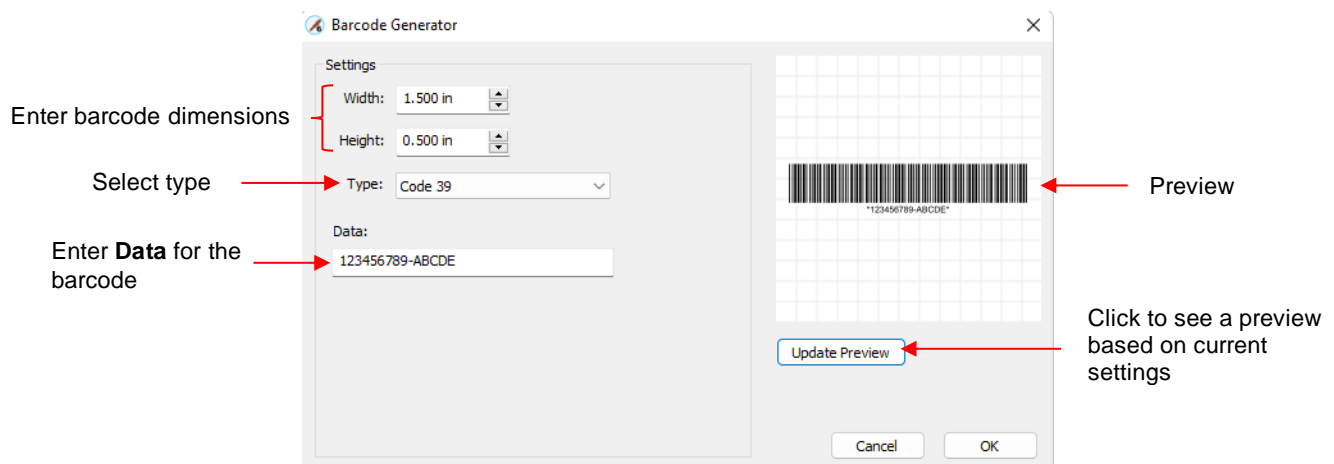 Barcode Generator
Settings
Enter barcode dimensions
Width: 1.500 in
Height: 0.500 in
Select type
Type: Code 39
Enter Data for the
barcode
Data:
123456789-ABCDE
*123456789-ABCDE*
Preview
Update Preview
Click to see a preview
based on current
settings
Cancel
OK